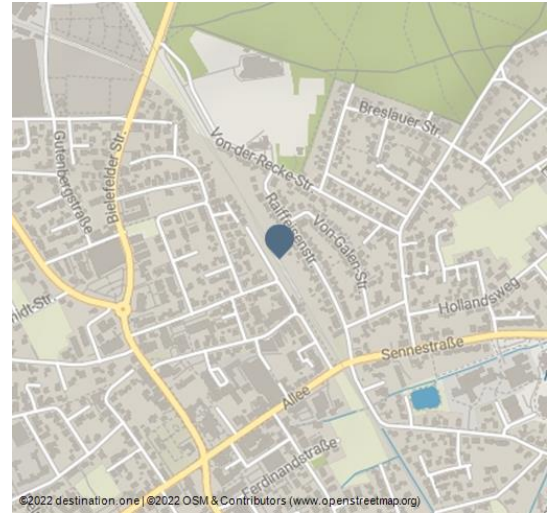 Breslauer Str.
Von-der-Recke-Str.
Gutenbergstraße
Bielefelder Str.
Raiffeisenstr.
Von-Galen-Str.
Hollandsweg
midt-Str.
Sennestraße
Allee
Ferdinandstraße
©2022 destination.one | ©2022 OSM & Contributors (www.openstreetmap.org)